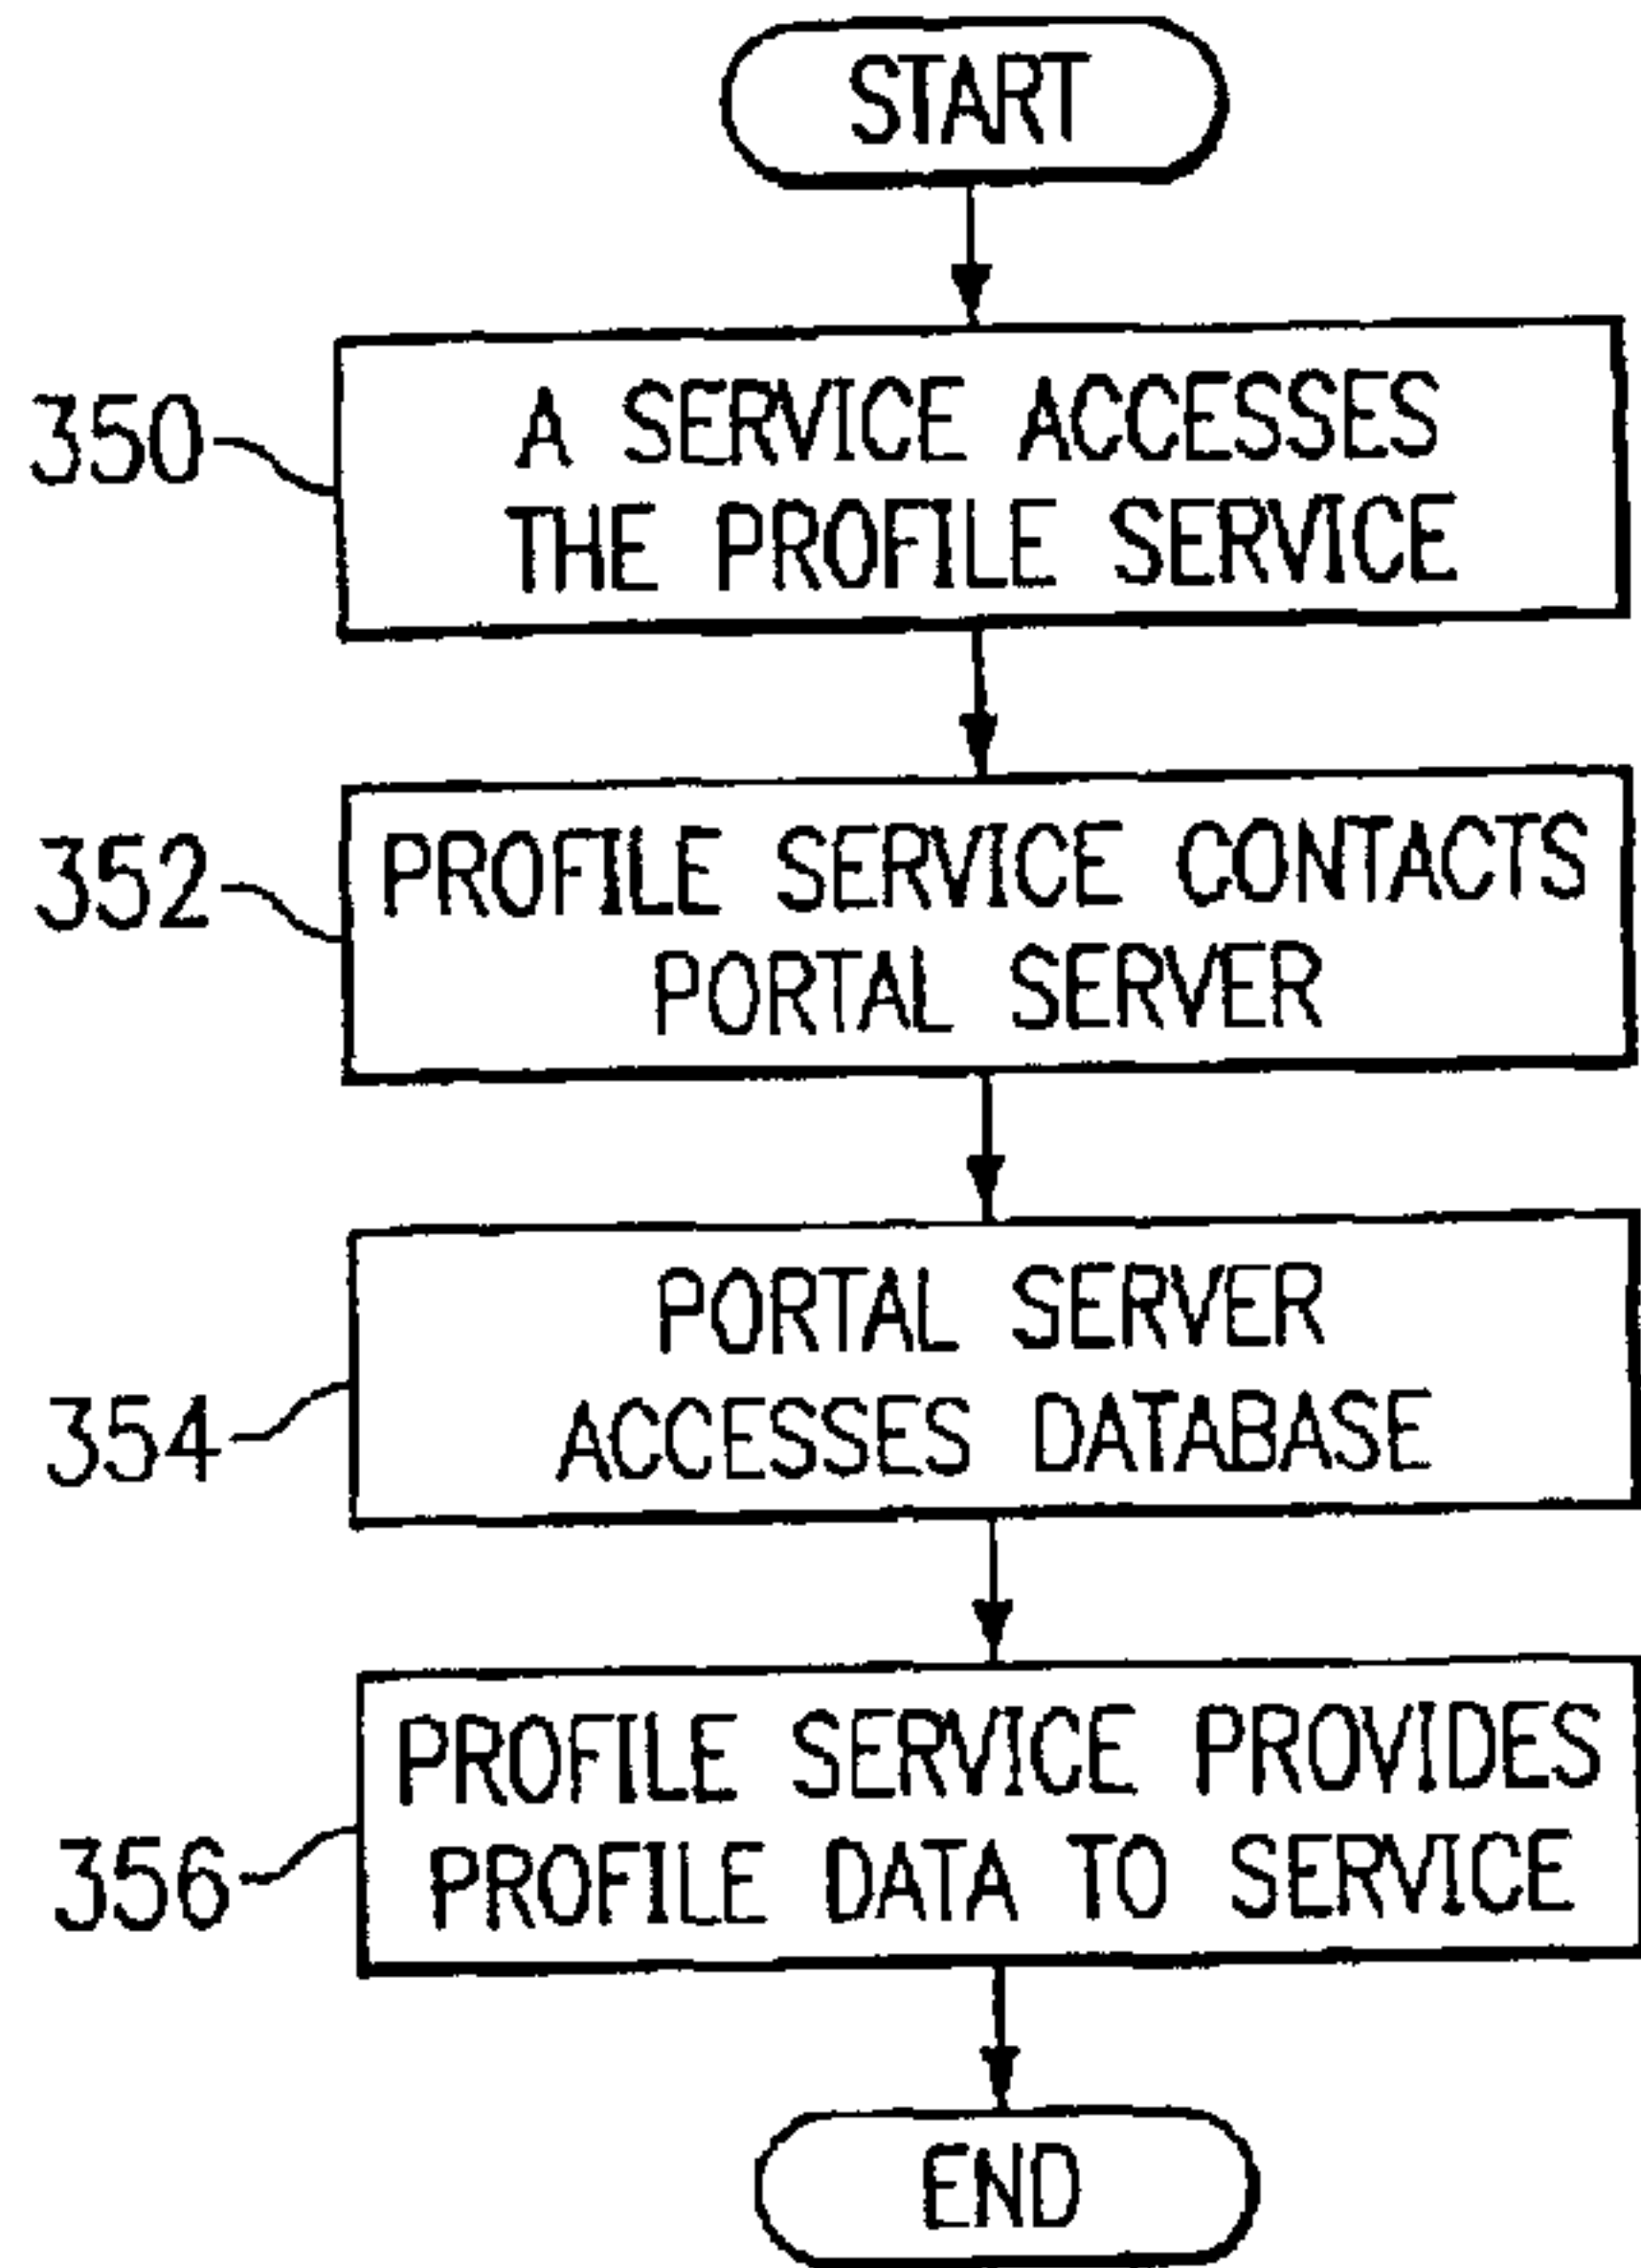 START
350
A SERVICE ACCESSES
THE PROFILE SERVICE
352
PROFILE SERVICE CONTACTS
PORTAL SERVER
354
PORTAL SERVER
ACCESSES DATABASE
356
PROFILE SERVICE PROVIDES
PROFILE DATA TO SERVICE
END